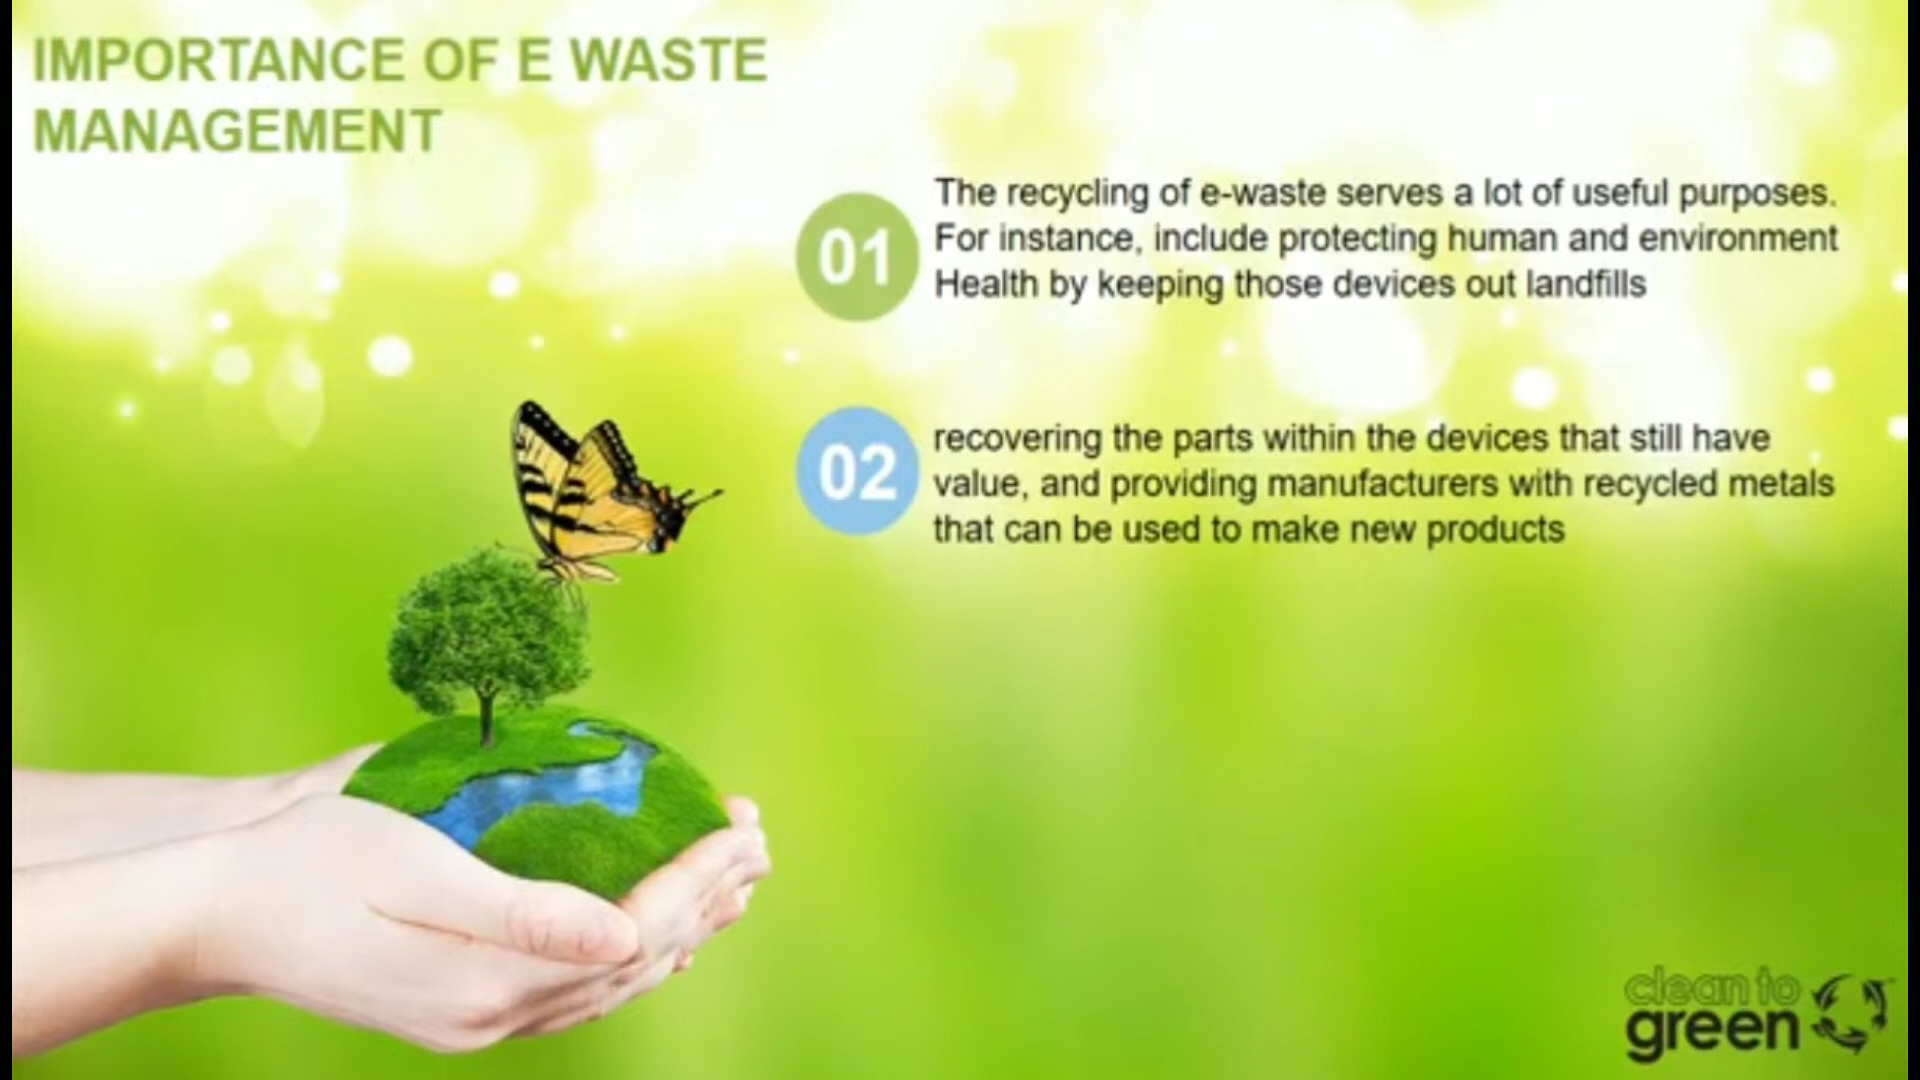 IMPORTANCE OF E WASTE
MANAGEMENT
01
The recycling of e-waste serves a lot of useful purposes.
For instance, include protecting human and environment
Health by keeping those devices out landfills
02
recovering the parts within the devices that still have
value, and providing manufacturers with recycled metals
that can be used to make new products
clean to
green